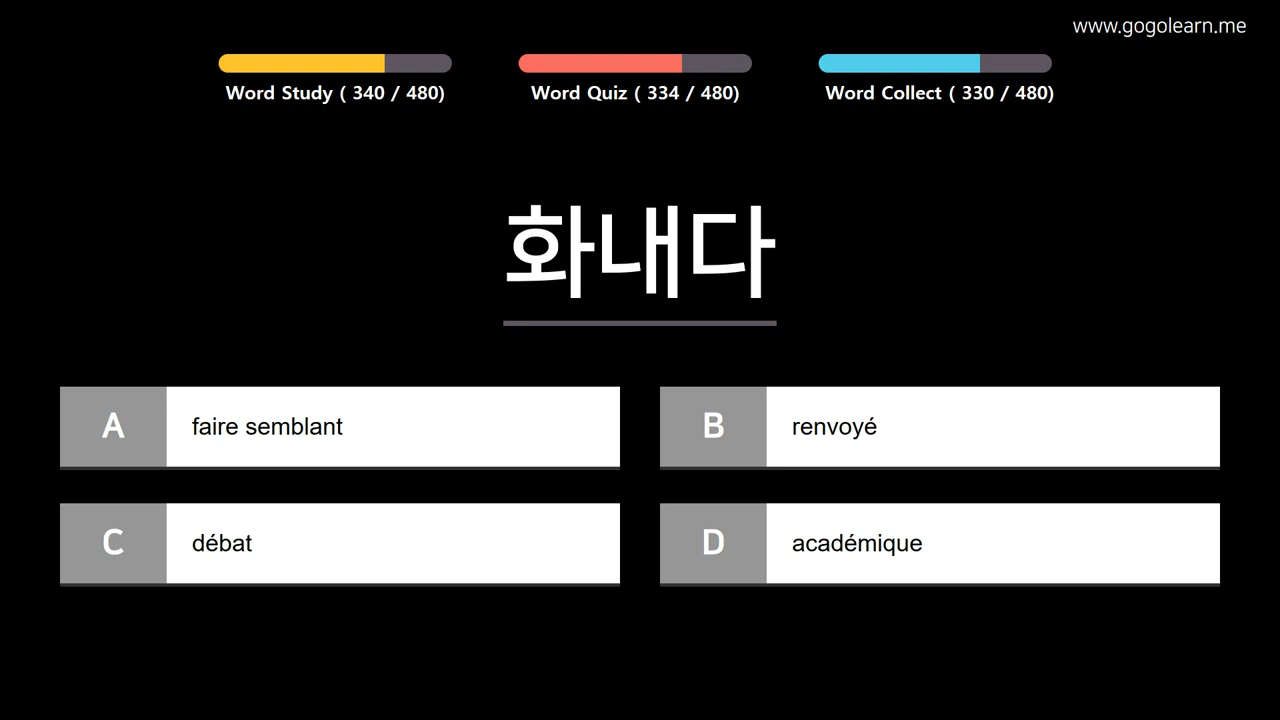 www.gogolearn.me
Word Study ( 340 / 480)
Word Quiz ( 334 / 480)
Word Collect ( 330 / 480)
화내다
A faire semblant
B renvoyé
C débat
D académique